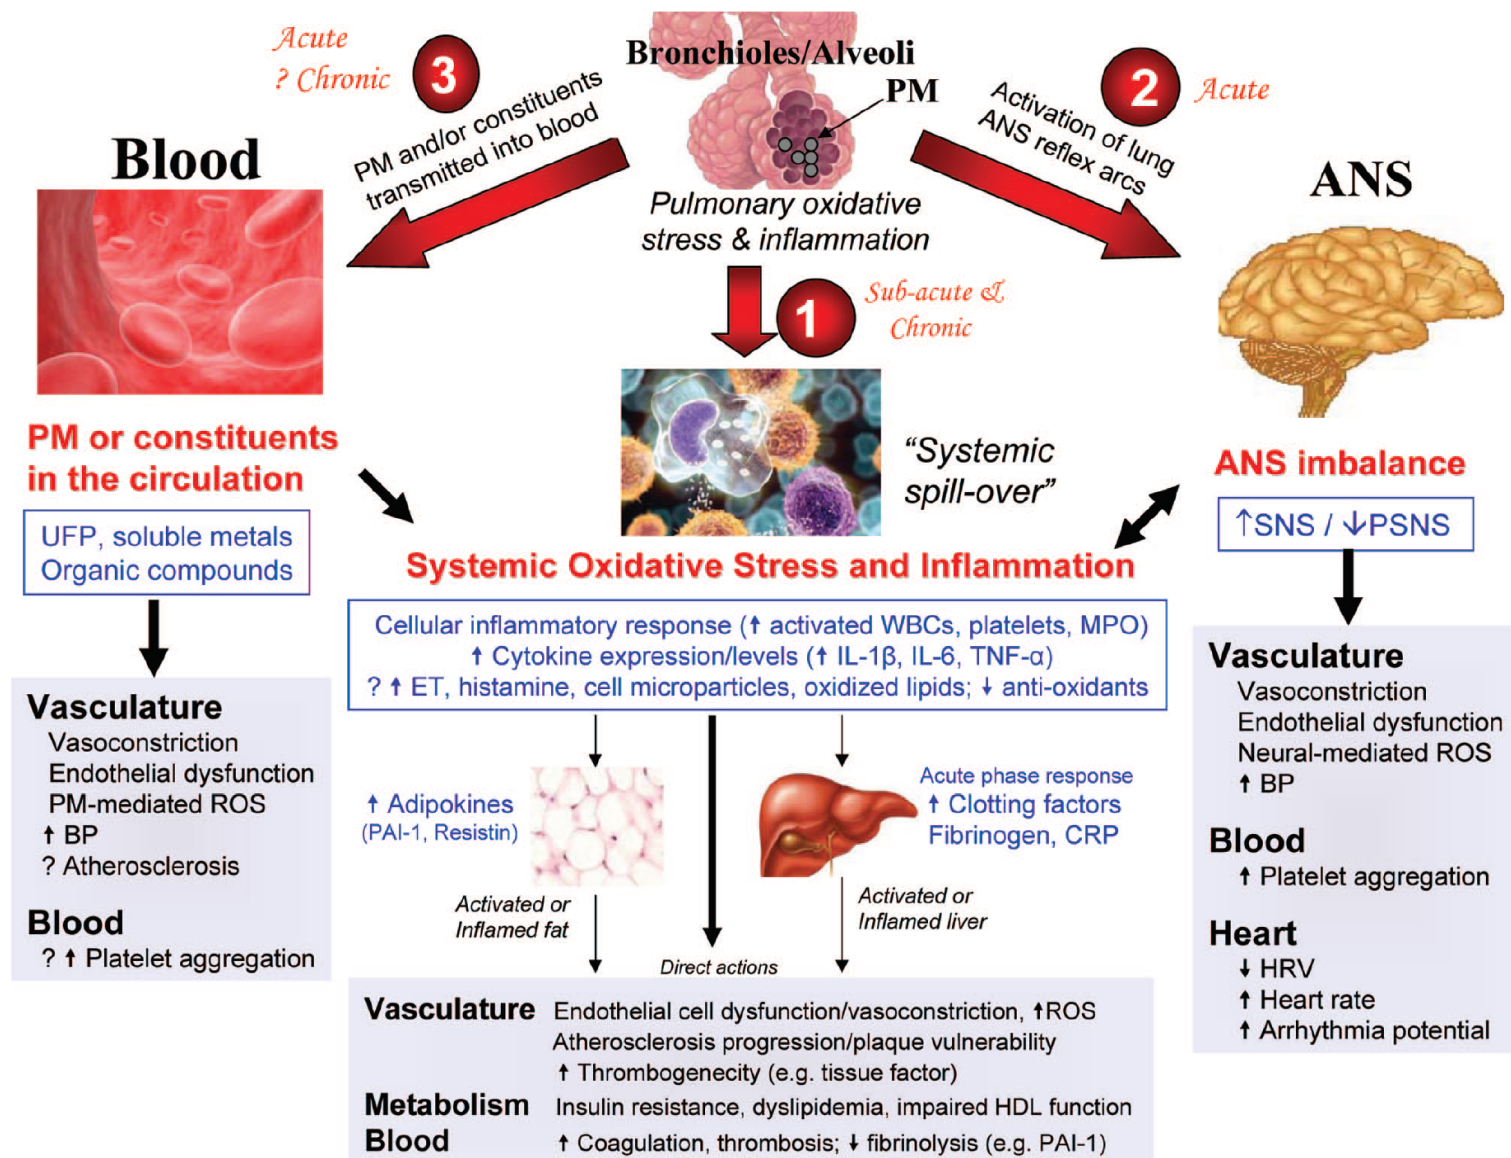 Acute
? Chronic
3
PM and/or constituents
transmitted into blood
Bronchioles/Alveoli
PM
Pulmonary oxidative
stress & inflammation
2
Acute
Activation of lung
ANS reflex arcs
Blood
ANS
1
Sub-acute &
Chronic
"Systemic
spill-over"
PM or constituents
in the circulation
UFP, soluble metals
Organic compounds
Vasculature
Vasoconstriction
Endothelial dysfunction
PM-mediated ROS
↑ BP
? Atherosclerosis
Blood
? ↑ Platelet aggregation
Systemic Oxidative Stress and Inflammation
Cellular inflammatory response (↑ activated WBCs, platelets, MPO)
↑ Cytokine expression/levels (↑ IL-1β, IL-6, TNF-α)
? ↑ ET, histamine, cell microparticles, oxidized lipids; ↓ anti-oxidants
↑ Adipokines
(PAI-1, Resistin)
Activated or
Inflamed fat
Acute phase response
↑ Clotting factors
Fibrinogen, CRP
Activated or
Inflamed liver
Direct actions
Vasculature Endothelial cell dysfunction/vasoconstriction, ↑ROS
Atherosclerosis progression/plaque vulnerability
↑ Thrombogenecity (e.g. tissue factor)
Metabolism Insulin resistance, dyslipidemia, impaired HDL function
Blood ↑ Coagulation, thrombosis; ↓ fibrinolysis (e.g. PAI-1)
ANS imbalance
↑SNS / ↓PSNS
Vasculature
Vasoconstriction
Endothelial dysfunction
Neural-mediated ROS
↑ BP
Blood
↑ Platelet aggregation
Heart
↓ HRV
↑ Heart rate
↑ Arrhythmia potential